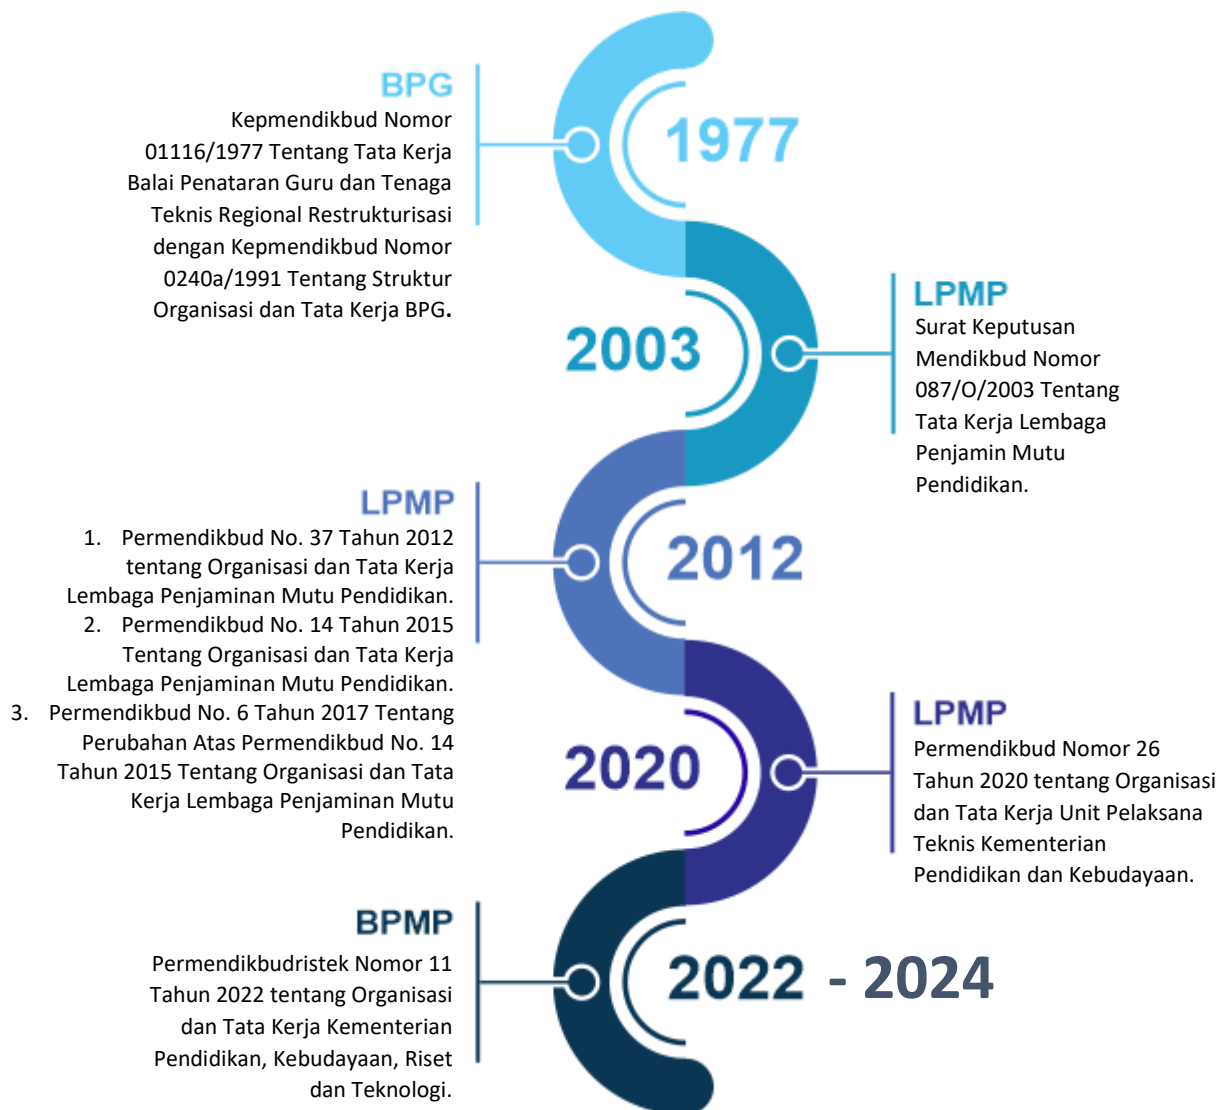 BPG
Kepmendikbud Nomor
01116/1977 Tentang Tata Kerja
Balai Penataran Guru dan Tenaga
Teknis Regional Restrukturisasi
dengan Kepmendikbud Nomor
0240a/1991 Tentang Struktur
Organisasi dan Tata Kerja BPG.
1977
LPMP
Surat Keputusan
Mendikbud Nomor
087/O/2003 Tentang
Tata Kerja Lembaga
Penjamin Mutu
Pendidikan.
2003
LPMP
1. Permendikbud No. 37 Tahun 2012
tentang Organisasi dan Tata Kerja
Lembaga Penjaminan Mutu Pendidikan.
2. Permendikbud No. 14 Tahun 2015
Tentang Organisasi dan Tata Kerja
Lembaga Penjaminan Mutu Pendidikan.
3. Permendikbud No. 6 Tahun 2017 Tentang
Perubahan Atas Permendikbud No. 14
Tahun 2015 Tentang Organisasi dan Tata
Kerja Lembaga Penjaminan Mutu
Pendidikan.
2012
LPMP
Permendikbud Nomor 26
Tahun 2020 tentang Organisasi
dan Tata Kerja Unit Pelaksana
Teknis Kementerian
Pendidikan dan Kebudayaan.
2020
BPMP
Permendikbudristek Nomor 11
Tahun 2022 tentang Organisasi
dan Tata Kerja Kementerian
Pendidikan, Kebudayaan, Riset
dan Teknologi.
2022 - 2024